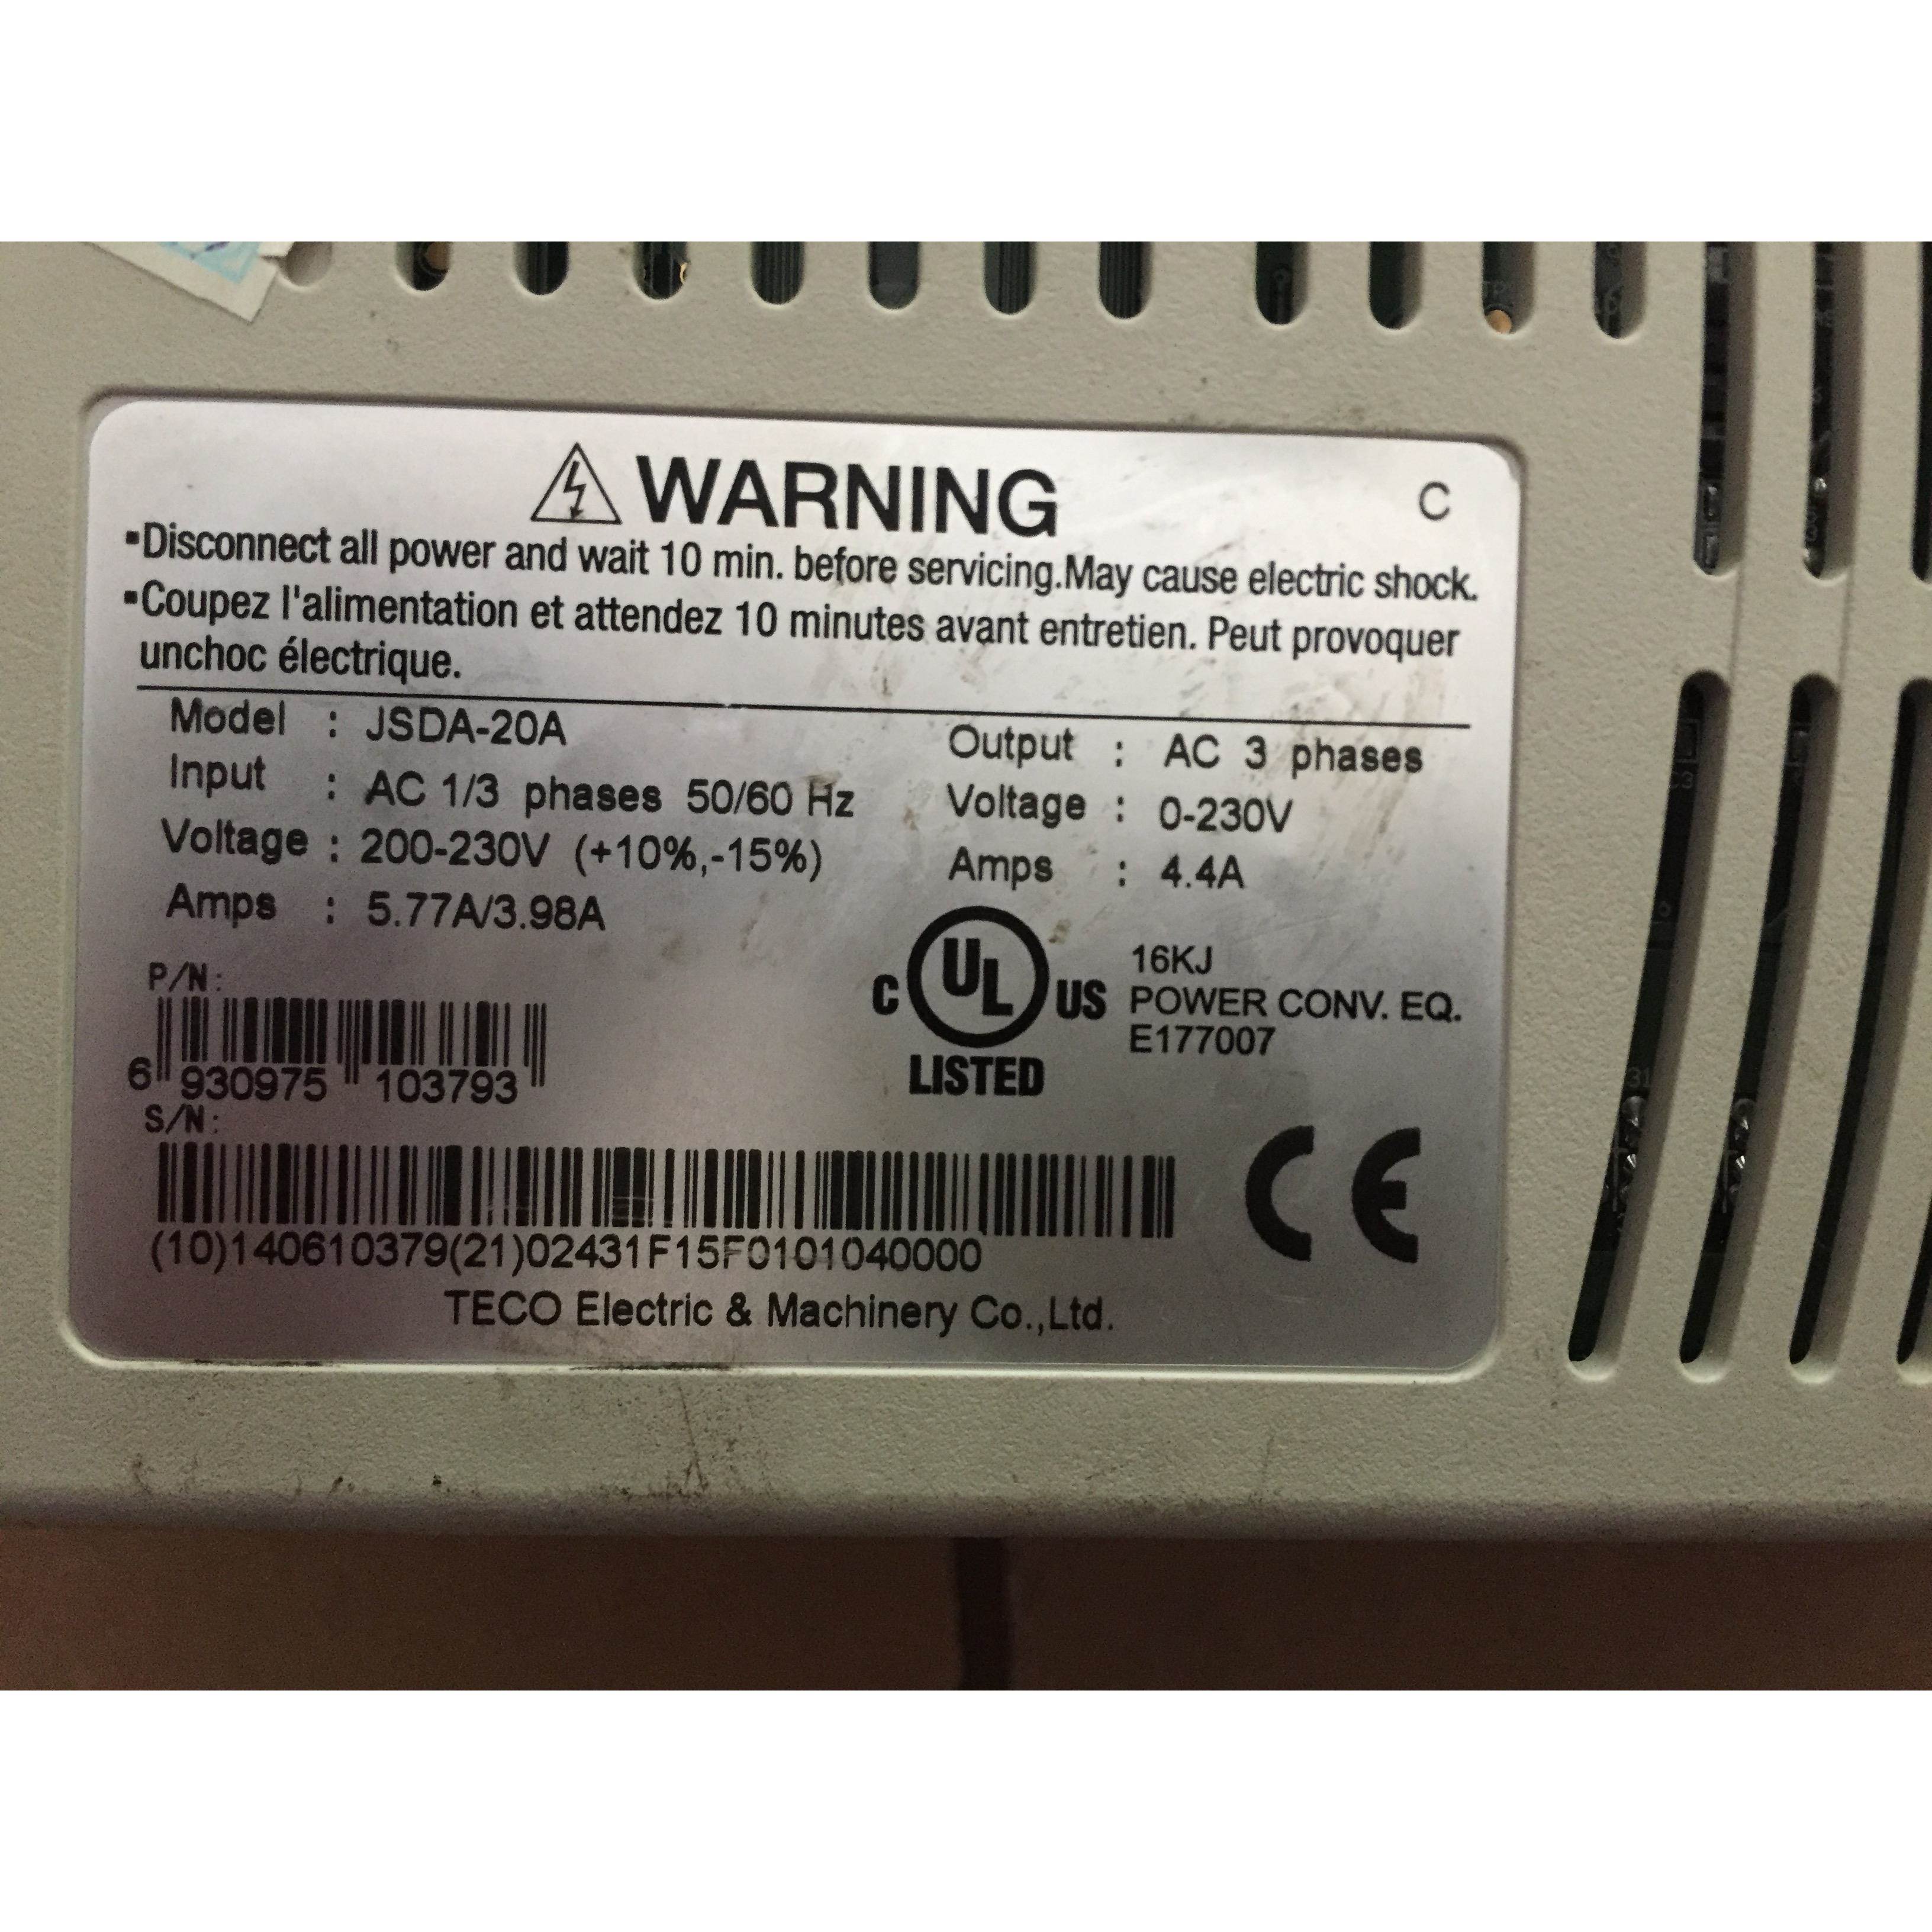 WARNING
C
▪Disconnect all power and wait 10 min. before servicing.May cause electric shock.
▪Coupez l'alimentation et attendez 10 minutes avant entretien. Peut provoquer
unchoc électrique.
Model : JSDA-20A
Input : AC 1/3 phases 50/60 Hz
Voltage : 200-230V (+10%,-15%)
Amps : 5.77A/3.98A
Output : AC 3 phases
Voltage : 0-230V
Amps : 4.4A
P/N:
6 930975 103793
S/N:
(10)140610379(21)02431F15F0101040000
C UL US
LISTED
16KJ
POWER CONV. EQ.
E177007
CE
TECO Electric & Machinery Co.,Ltd.